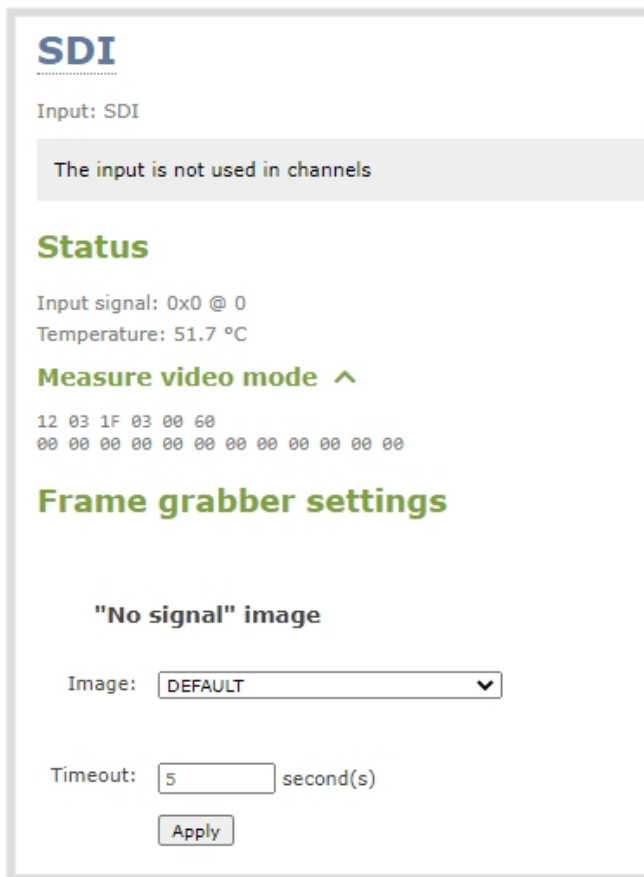 SDI
Input: SDI
The input is not used in channels
Status
Input signal: 0x0 @ 0
Temperature: 51.7 °C
Measure video mode
12 03 1F 03 00 60
00 00 00 00 00 00 00 00 00 00 00 00
Frame grabber settings
"No signal" image
Image: DEFAULT
Timeout: 5 second(s)
Apply